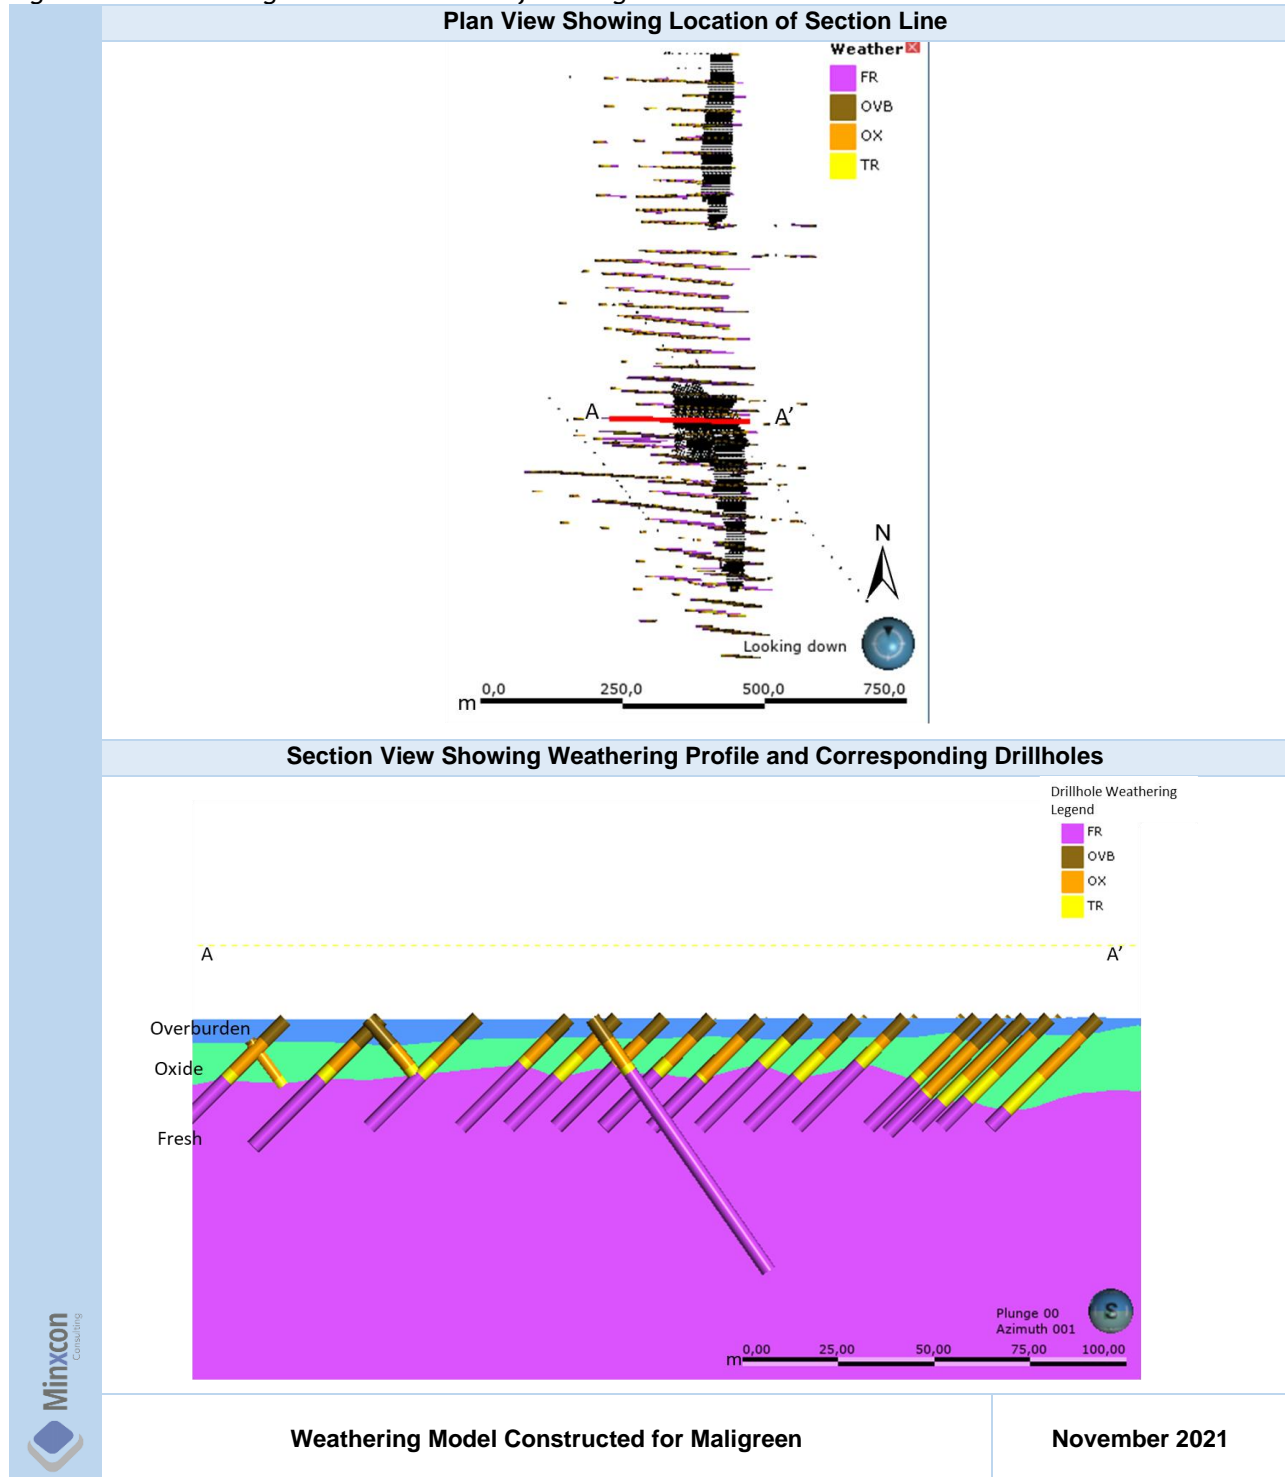 Plan View Showing Location of Section Line
Weather
FR
OVB
OX
TR
A
A'
N
Looking down
0,0 250,0 500,0 750,0
m
Section View Showing Weathering Profile and Corresponding Drillholes
Drillhole Weathering
Legend
FR
OVB
OX
TR
A
A'
Overburden
Oxide
Fresh
S
Plunge 00
Azimuth 001
0,00 25,00 50,00 75,00 100,00
m
Minxcon
Consulting
Weathering Model Constructed for Maligreen
November 2021